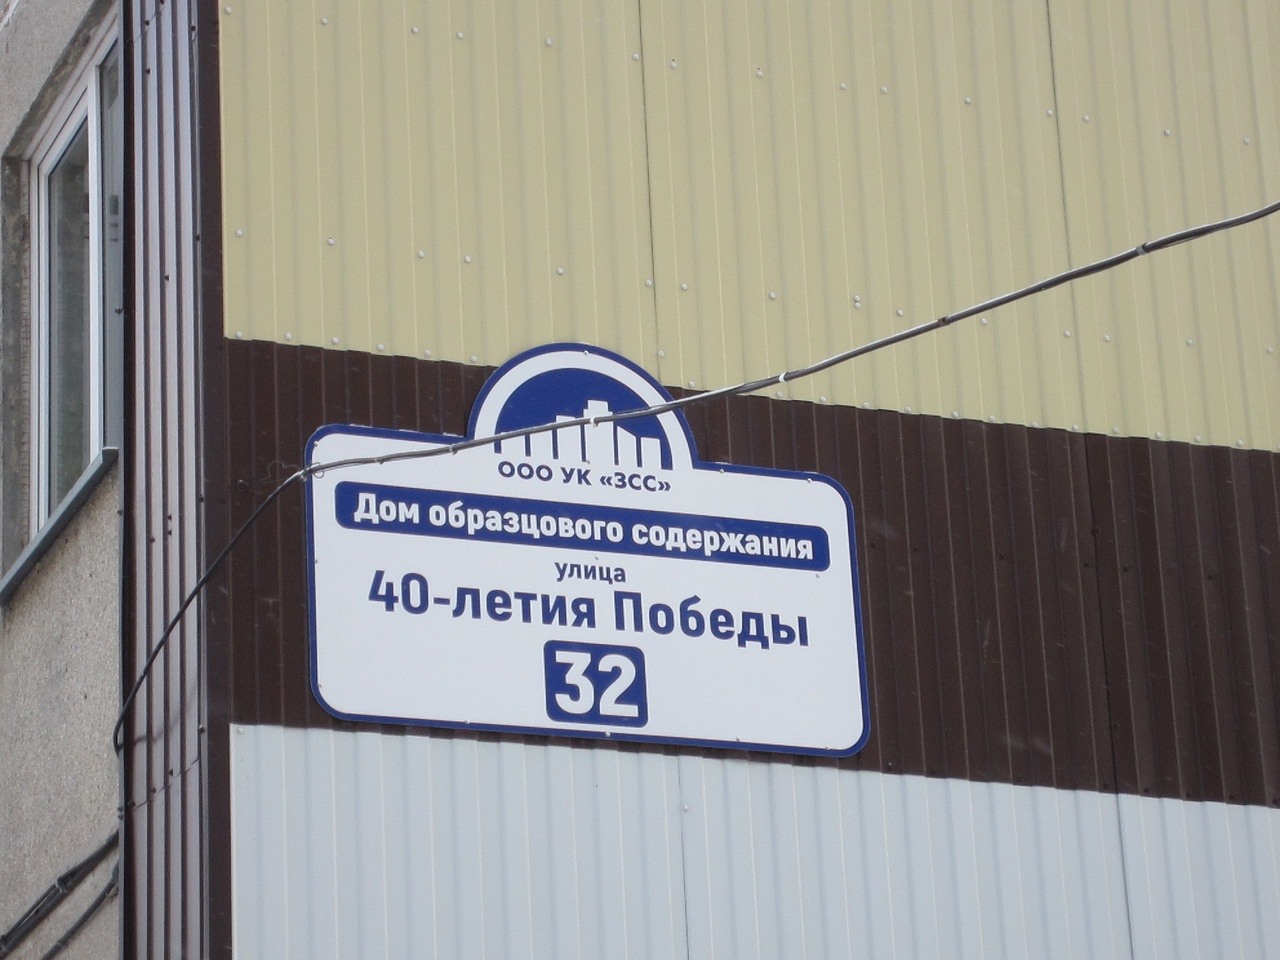 ООО УК «ЗСС»
Дом образцового содержания
улица
40-летия Победы
32